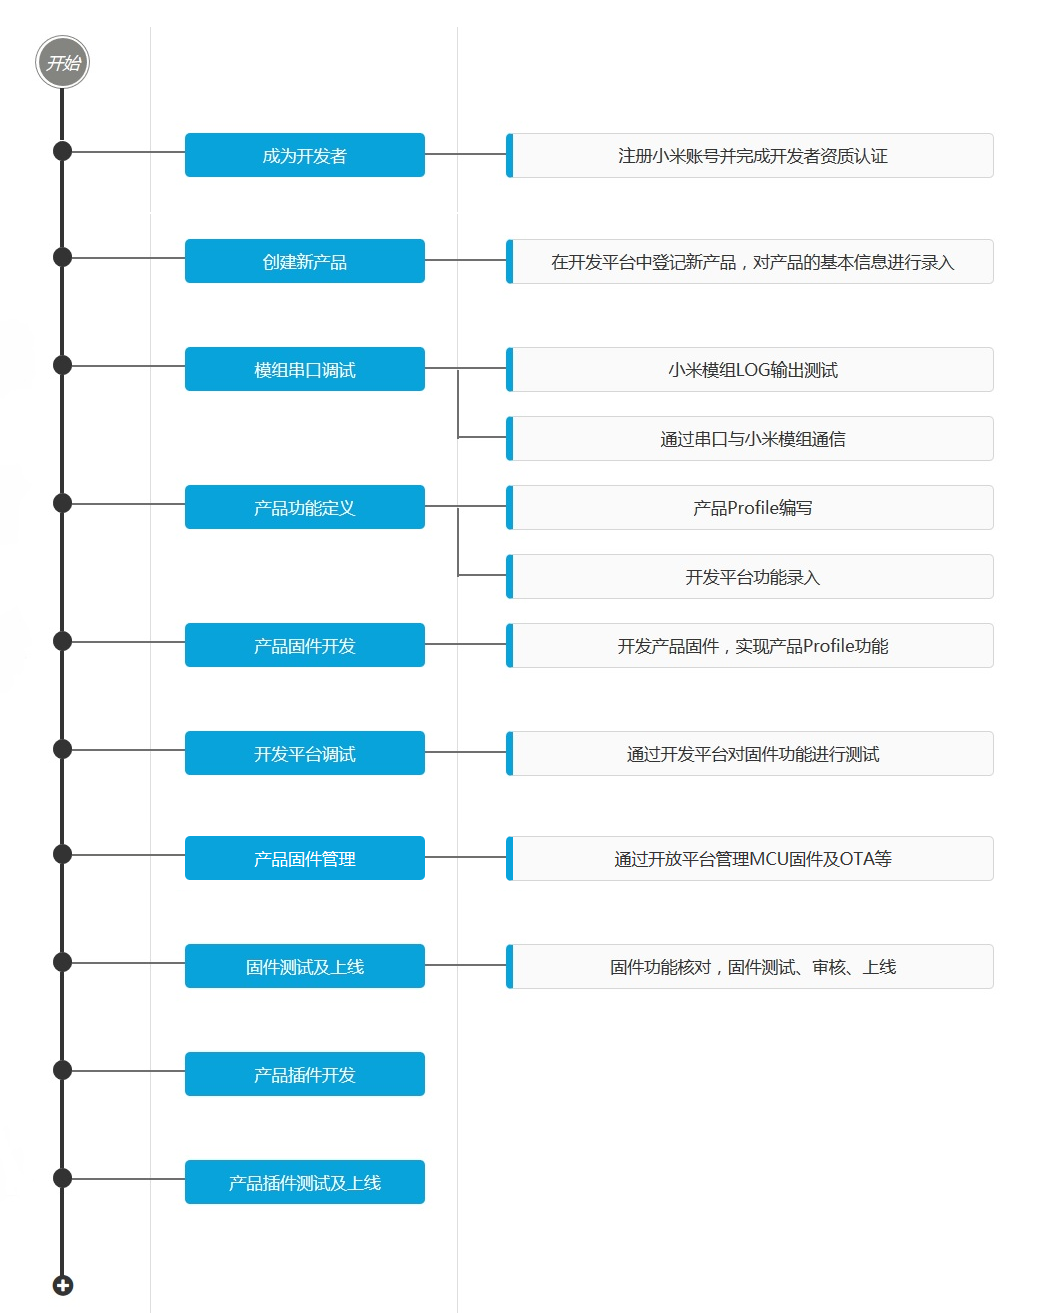 开始
成为开发者
注册小米账号并完成开发者资质认证
创建新产品
在开发平台中登记新产品，对产品的基本信息进行录入
模组串口调试
小米模组LOG输出测试
通过串口与小米模组通信
产品功能定义
产品Profile编写
开发平台功能录入
产品固件开发
开发产品固件，实现产品Profile功能
开发平台调试
通过开发平台对固件功能进行测试
产品固件管理
通过开放平台管理MCU固件及OTA等
固件测试及上线
固件功能核对，固件测试、审核、上线
产品插件开发
产品插件测试及上线